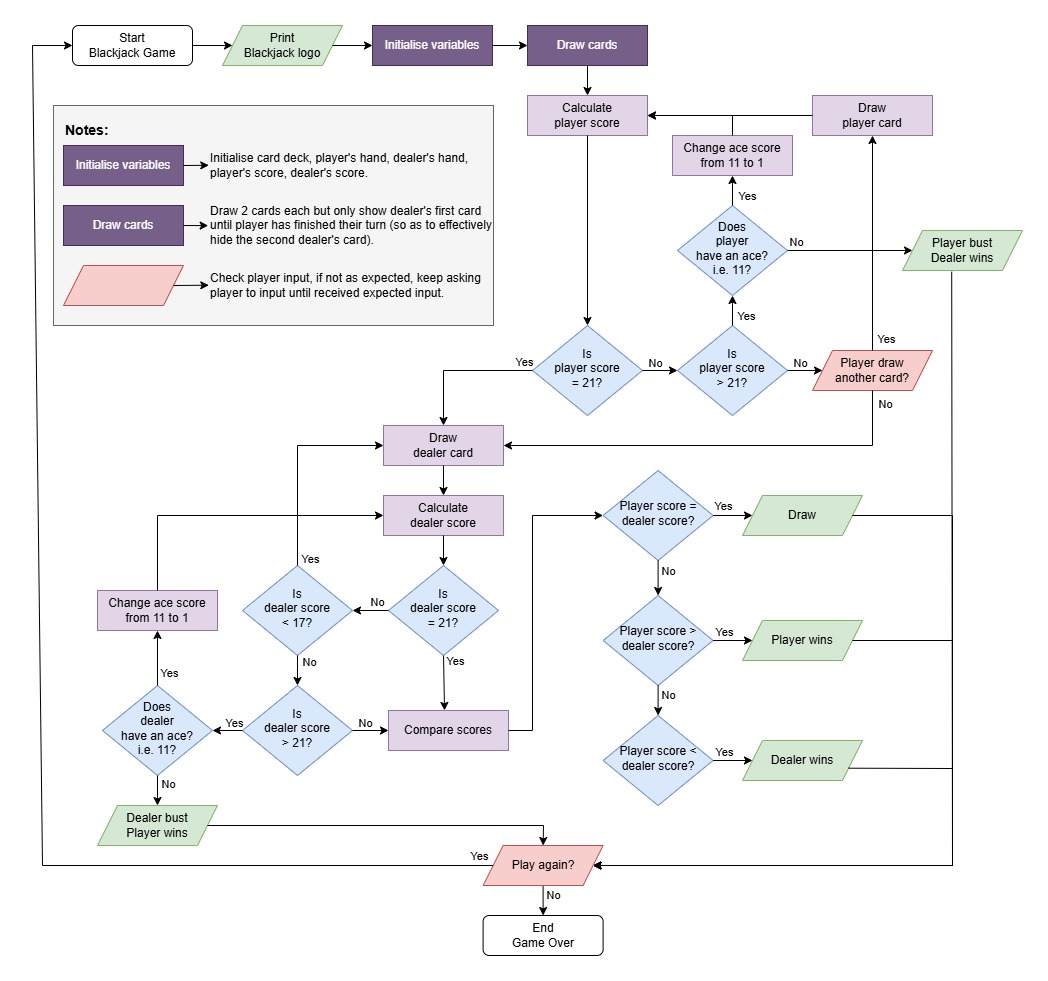 Start
Blackjack Game
Print
Blackjack logo
Initialise variables
Draw cards
Calculate
player score
Draw
player card
Notes:
Initialise variables
Initialise card deck, player's hand, dealer's hand,
player's score, dealer's score.
Draw cards
Draw 2 cards each but only show dealer's first card
until player has finished their turn (so as to effectively
hide the second dealer's card).
Check player input, if not as expected, keep asking
player to input until received expected input.
Change ace score
from 11 to 1
Yes
Does
player
have an ace?
i.e. 11?
No
Player bust
Dealer wins
Yes
Is
player score
= 21?
Yes
No
Is
player score
> 21?
No
Yes
Player draw
another card?
No
Draw
dealer card
Calculate
dealer score
Yes
Is
dealer score
< 17?
No
Is
dealer score
= 21?
Yes
No
Change ace score
from 11 to 1
Yes
Does
dealer
have an ace?
i.e. 11?
Yes
Is
dealer score
> 21?
No
Compare scores
No
Dealer bust
Player wins
Player score =
dealer score?
Yes
Draw
No
Player score >
dealer score?
Yes
Player wins
No
Player score <
dealer score?
Yes
Dealer wins
Yes
Play again?
No
End
Game Over